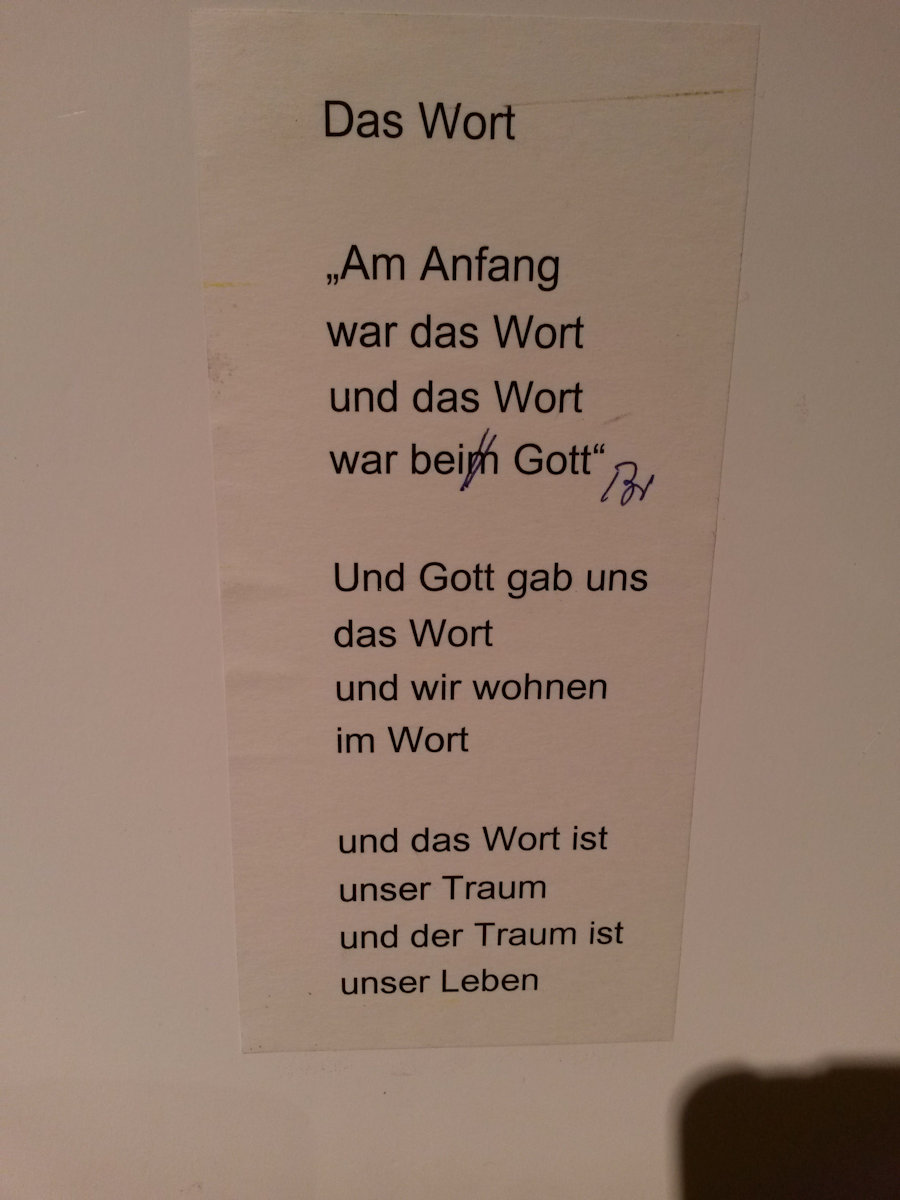 Das Wort
„Am Anfang
war das Wort
und das Wort
war beim Gott“
Und Gott gab uns
das Wort
und wir wohnen
im Wort
und das Wort ist
unser Traum
und der Traum ist
unser Leben